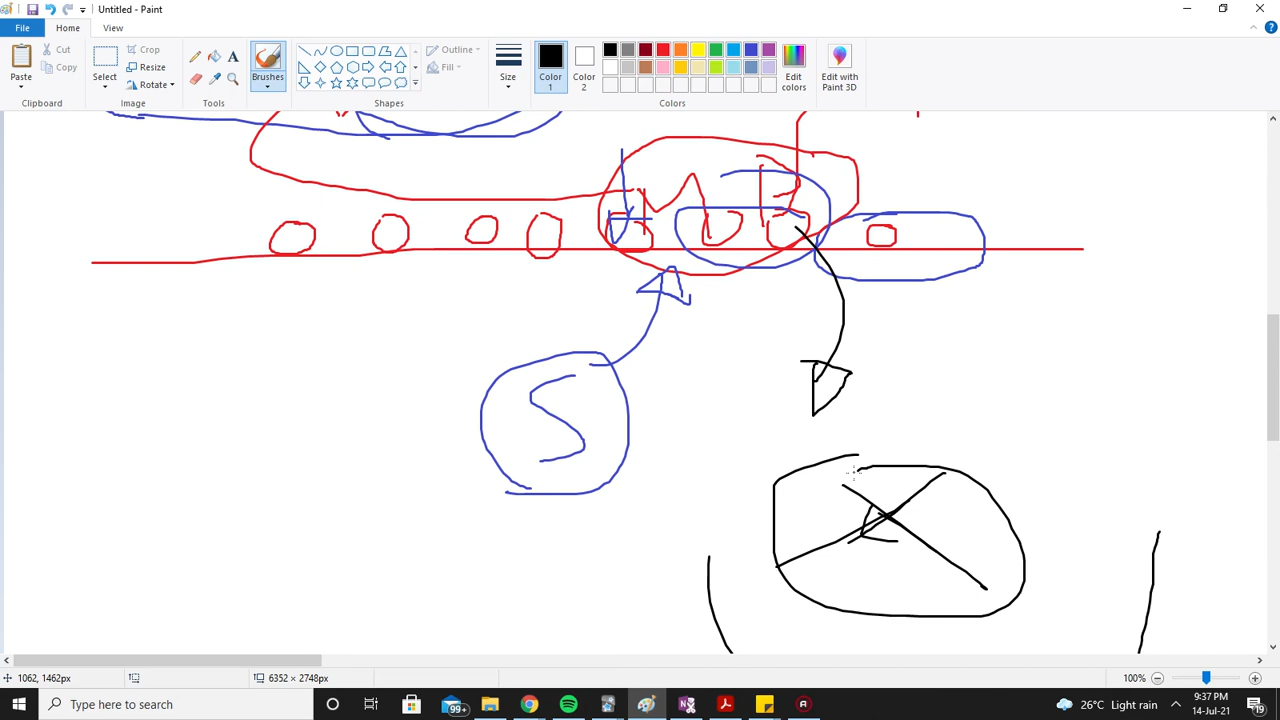 Untitled - Paint
File Home View
Paste
Cut
Copy
Clipboard
Select
Crop
Resize
Rotate
Image
A
Tools
Brushes
Shapes
Outline
Fill
Size
Color 1
Color 2
Colors
Edit colors
Edit with Paint 3D
S
1062, 1462px
6352 × 2748px
100%
Type here to search
99+
26°C Light rain
9:37 PM
14-Jul-21
19